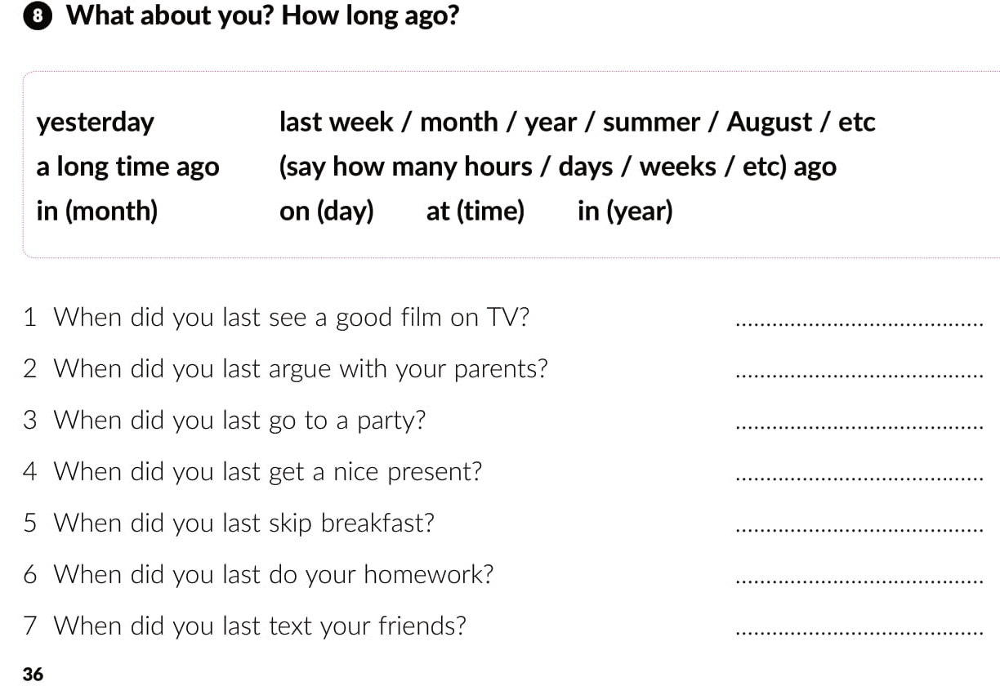 8 What about you? How long ago?
yesterday last week / month / year / summer / August / etc
a long time ago (say how many hours / days / weeks / etc) ago
in (month) on (day) at (time) in (year)
1 When did you last see a good film on TV? ........................................
2 When did you last argue with your parents? ........................................
3 When did you last go to a party? ........................................
4 When did you last get a nice present? ........................................
5 When did you last skip breakfast? ........................................
6 When did you last do your homework? ........................................
7 When did you last text your friends? ........................................
36